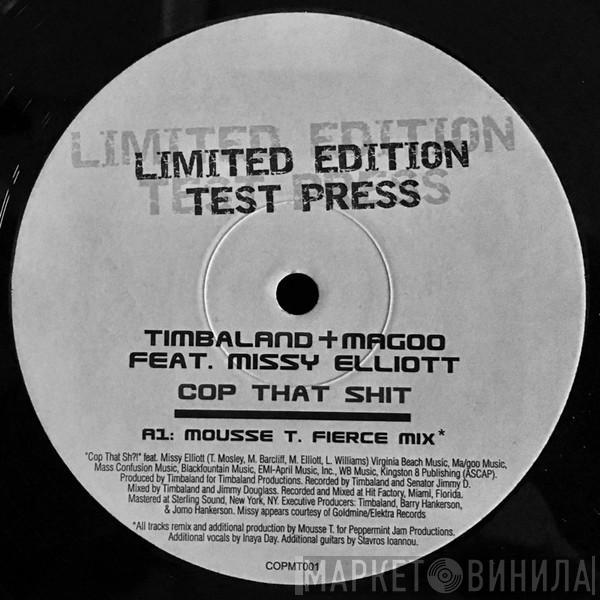 LIMITED EDITION
TEST PRESS
LIMITED EDITION
TEST PRESS
TIMBALAND+MAGOO
FEAT. MISSY ELLIOTT
COP THAT SHIT
A1: MOUSSE T. FIERCE MIX*
"Cop That Sh?!" feat. Missy Elliott (T. Mosley, M. Barcliff, M. Elliott, L. Williams) Virginia Beach Music, Ma/goo Music,
Mass Confusion Music, Blackfountain Music, EMI-April Music, Inc., WB Music, Kingston 8 Publishing (ASCAP).
Produced by Timbaland for Timbaland Productions. Recorded by Timbaland and Senator Jimmy D.
Mixed by Timbaland and Jimmy Douglass. Recorded and Mixed at Hit Factory, Miami, Florida.
Mastered at Sterling Sound, New York, NY. Executive Producers: Timbaland, Barry Hankerson,
& Jomo Hankerson. Missy appears courtesy of Goldmine/Elektra Records
*All tracks remix and additional production by Mousse T. for Peppermint Jam Productions.
Additional vocals by Inaya Day. Additional guitars by Stavros Ioannou.
COPMT001
МАРКЕТ ВИНИЛА